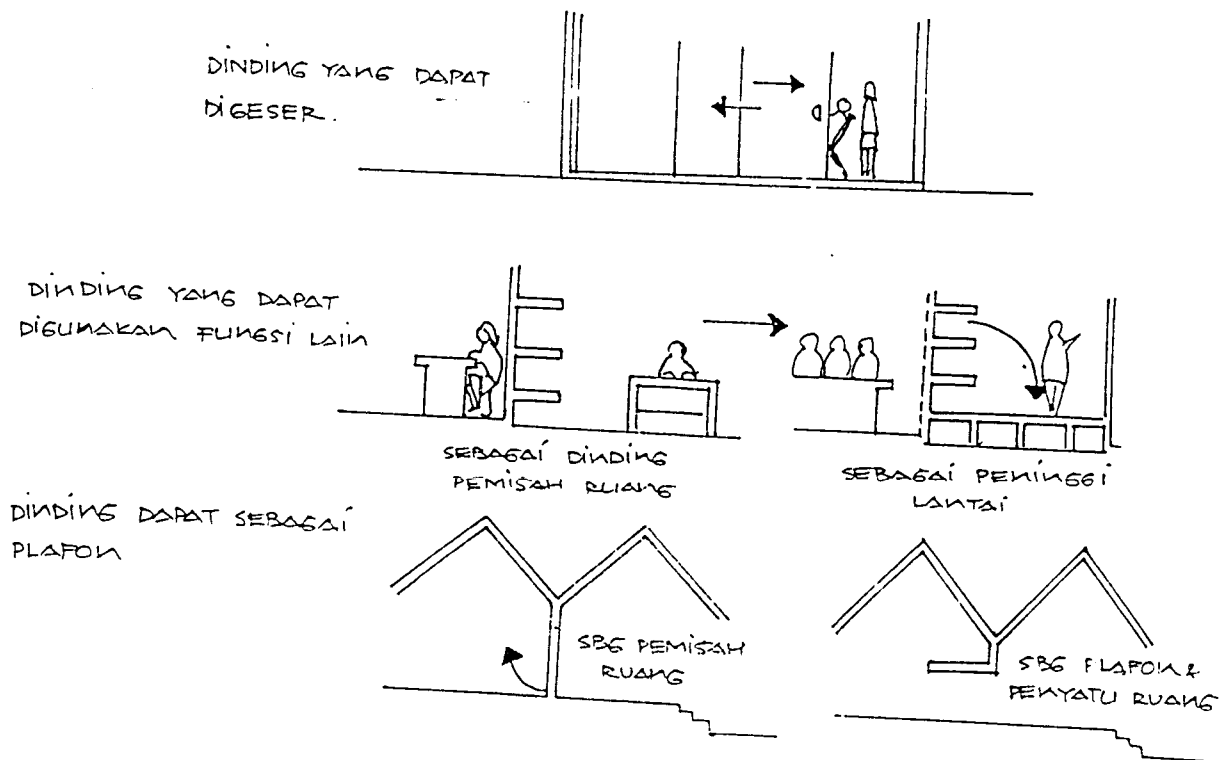 DINDING YANG DAPAT
DIGESER.
DINDING YANG DAPAT
DIGUNAKAN FUNGSI LAIN
SEBAGAI DINDING
PEMISAH RUANG
SEBAGAI PENINGGI
LANTAI
DINDING DAPAT SEBAGAI
PLAFON
SBG PEMISAH
RUANG
SBG PLAFON &
PENYATU RUANG